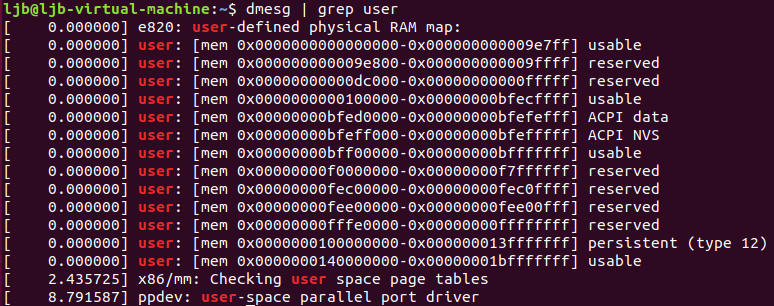 ljb@ljb-virtual-machine:~$ dmesg | grep user
[    0.000000] e820: user-defined physical RAM map:
[    0.000000] user: [mem 0x0000000000000000-0x000000000009e7ff] usable
[    0.000000] user: [mem 0x000000000009e800-0x000000000009ffff] reserved
[    0.000000] user: [mem 0x00000000000dc000-0x00000000000fffff] reserved
[    0.000000] user: [mem 0x0000000000100000-0x00000000bfecffff] usable
[    0.000000] user: [mem 0x00000000bfed0000-0x00000000bfefefff] ACPI data
[    0.000000] user: [mem 0x00000000bfeff000-0x00000000bfefffff] ACPI NVS
[    0.000000] user: [mem 0x00000000bff00000-0x00000000bfffffff] usable
[    0.000000] user: [mem 0x00000000f0000000-0x00000000f7ffffff] reserved
[    0.000000] user: [mem 0x00000000fec00000-0x00000000fec0ffff] reserved
[    0.000000] user: [mem 0x00000000fee00000-0x00000000fee00fff] reserved
[    0.000000] user: [mem 0x00000000fffe0000-0x00000000ffffffff] reserved
[    0.000000] user: [mem 0x0000000100000000-0x000000013fffffff] persistent (type 12)
[    0.000000] user: [mem 0x0000000140000000-0x00000001bfffffff] usable
[    2.435725] x86/mm: Checking user space page tables
[    8.791587] ppdev: user-space parallel port driver